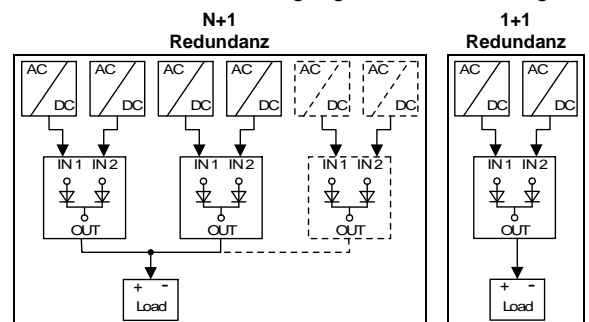 N+1 1+1
Redundanz Redundanz
AC AC AC AC AC AC AC AC
DC DC DC DC DC DC DC DC
IN 1 IN 2 IN 1 IN 2 IN 1 IN 2 IN 1 IN 2
OUT OUT OUT OUT
+ - + -
Load Load